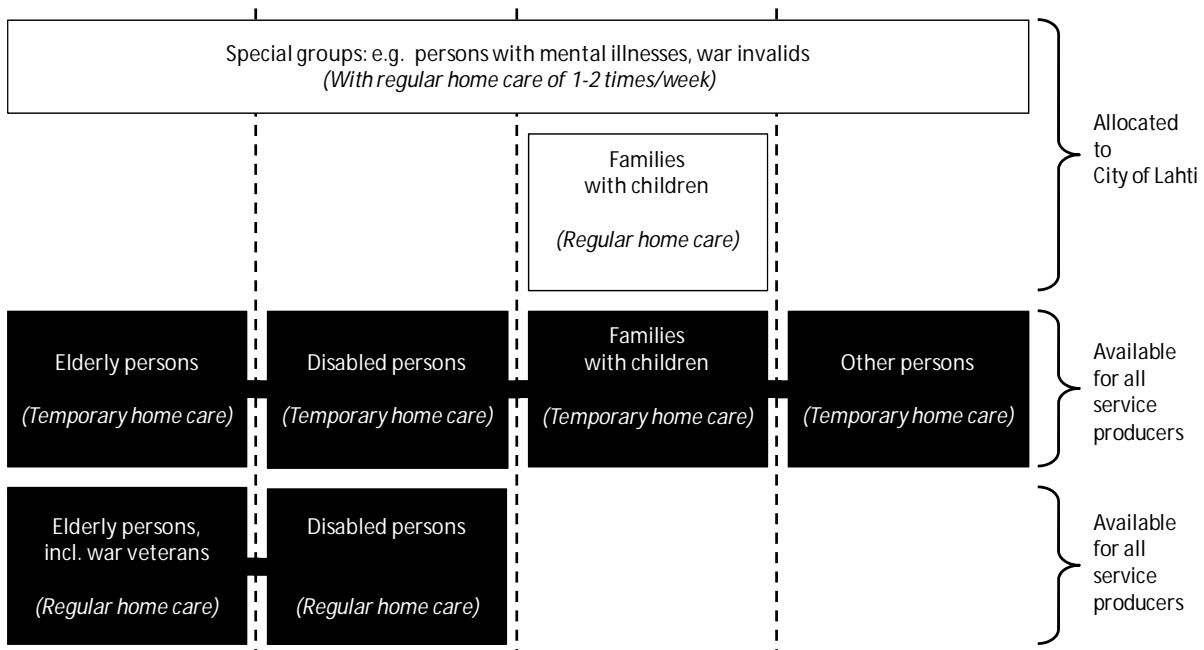 Special groups: e.g. persons with mental illnesses, war invalids
(With regular home care of 1-2 times/week)
Allocated
to
City of Lahti
Families
with children
(Regular home care)
Elderly persons
(Temporary home care)
Disabled persons
(Temporary home care)
Families
with children
(Temporary home care)
Other persons
(Temporary home care)
Available
for all
service
producers
Elderly persons,
incl. war veterans
(Regular home care)
Disabled persons
(Regular home care)
Available
for all
service
producers